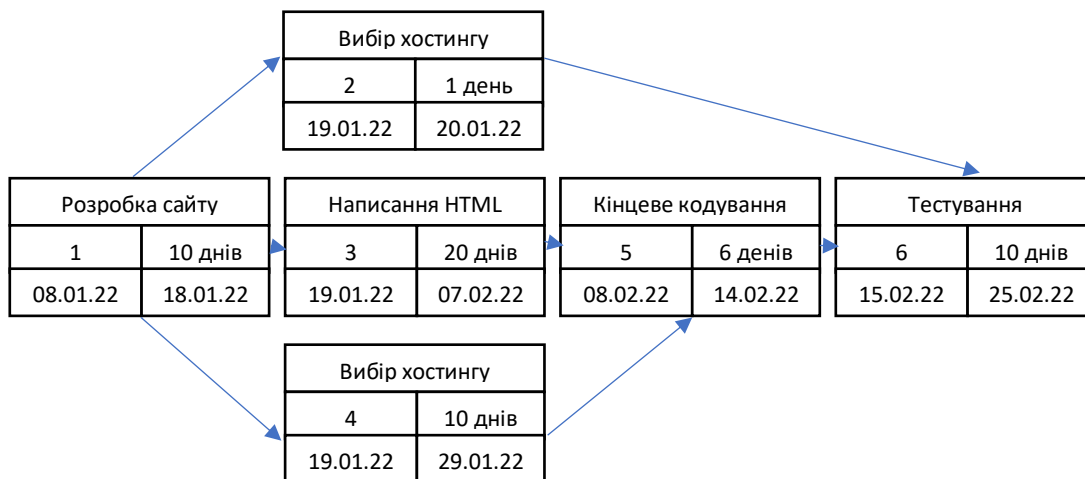 Вибір хостингу
2 1 день
19.01.22 20.01.22
Розробка сайту
1 10 днів
08.01.22 18.01.22
Написання HTML
3 20 днів
19.01.22 07.02.22
Кінцеве кодування
5 6 денів
08.02.22 14.02.22
Тестування
6 10 днів
15.02.22 25.02.22
Вибір хостингу
4 10 днів
19.01.22 29.01.22